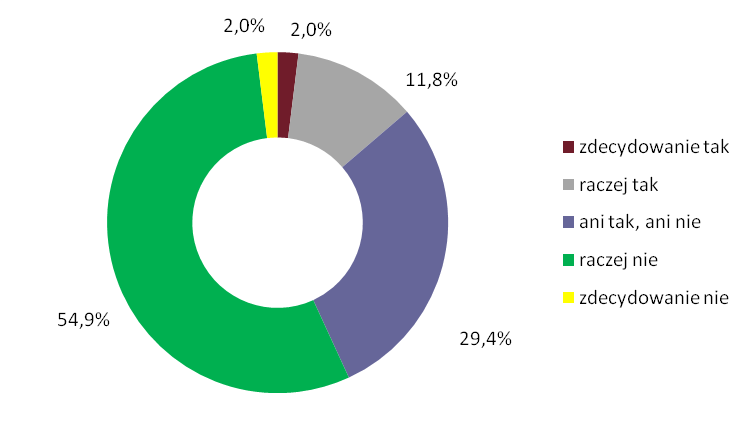 2,0%
2,0%
11,8%
29,4%
54,9%
zdecydowanie tak
raczej tak
ani tak, ani nie
raczej nie
zdecydowanie nie